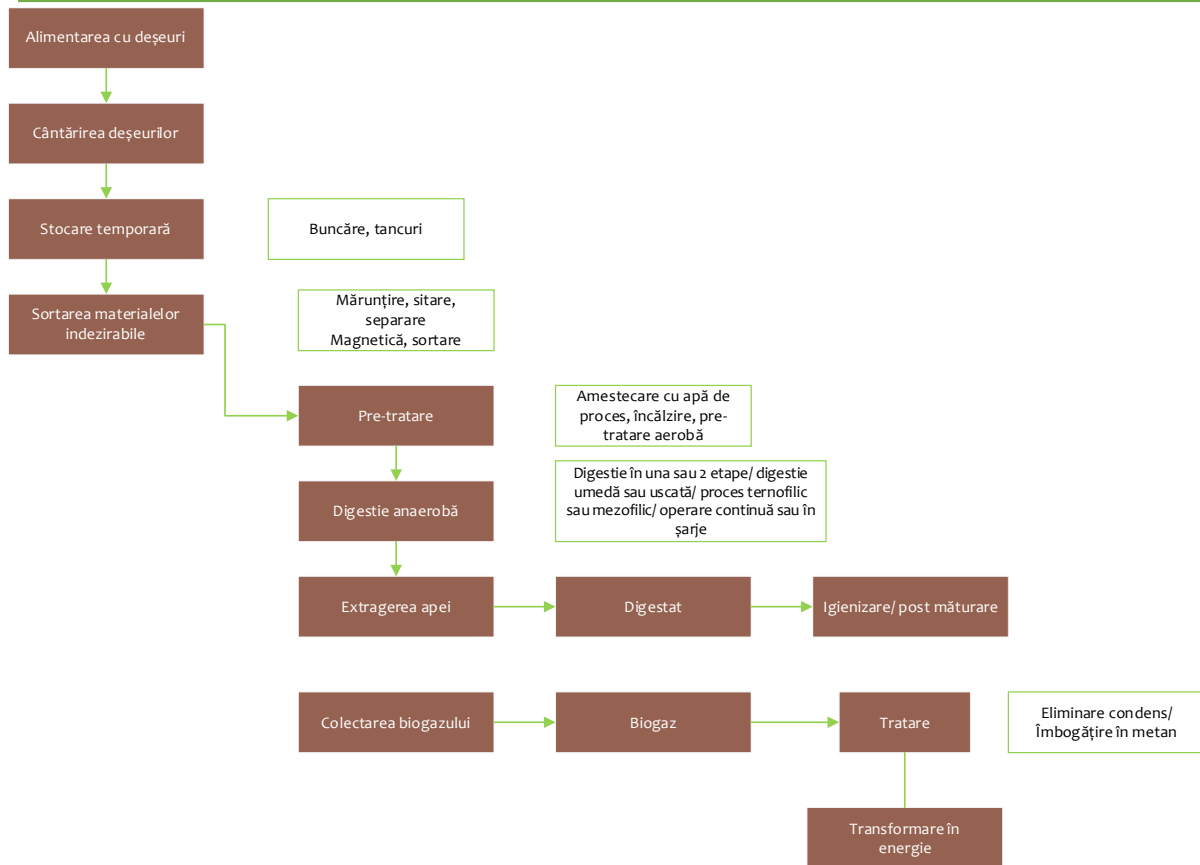 Alimentarea cu deșeuri
Cântărirea deșeurilor
Stocare temporară
Buncăre, tancuri
Sortarea materialelor
indezirabile
Mărunțire, sitare,
separare
Magnetică, sortare
Pre-tratare
Amestecare cu apă de
proces, încălzire, pre-
tratare aerobă
Digestie anaerobă
Digestie în una sau 2 etape/ digestie
umedă sau uscată/ proces ternofilic
sau mezofilic/ operare continuă sau în
șarje
Extragerea apei
Digestat
Igienizare/ post măturare
Colectarea biogazului
Biogaz
Tratare
Eliminare condens/
Îmbogățire în metan
Transformare în
energie